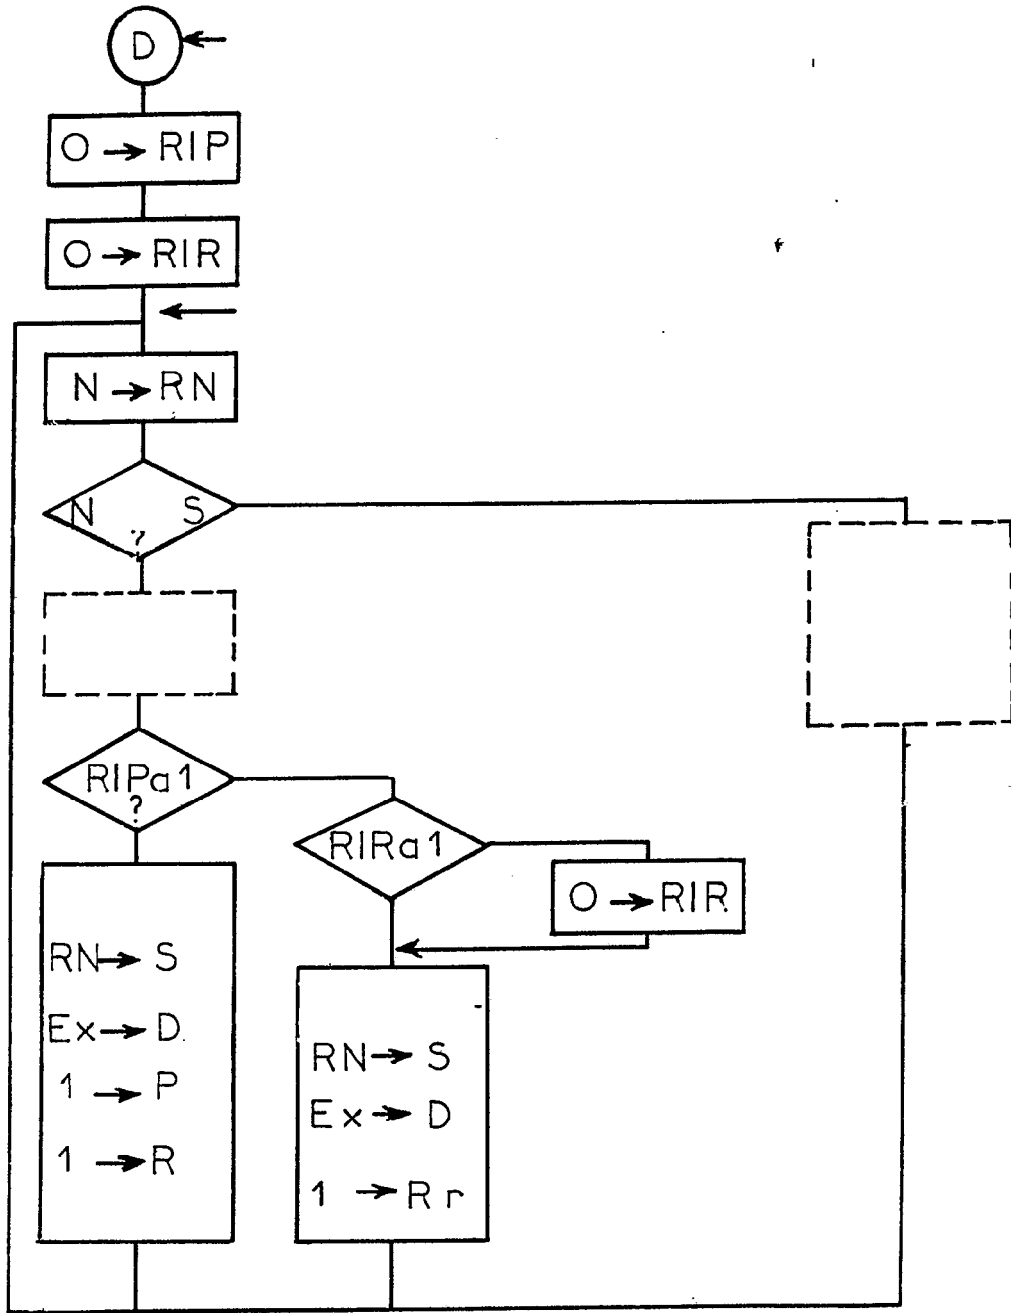 D
O → RIP
O → RIR
N → RN
N S
?
RIPa1
?
RIRa1
O → RIR
RN → S
Ex → D
1 → P
1 → R
RN → S
Ex → D
1 → Rr